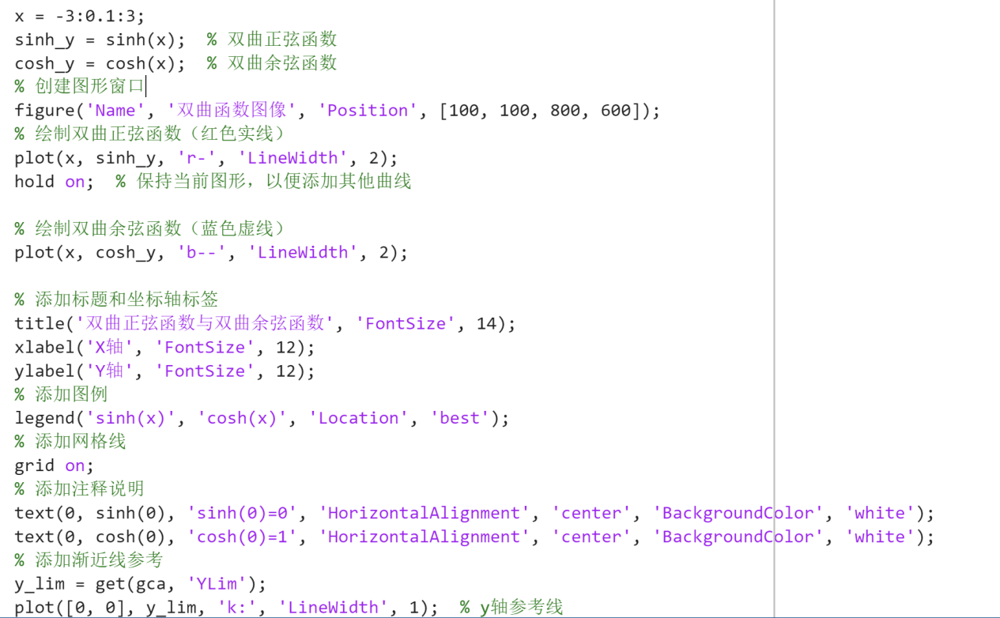 x = -3:0.1:3;
sinh_y = sinh(x);  % 双曲正弦函数
cosh_y = cosh(x);  % 双曲余弦函数
% 创建图形窗口
figure('Name', '双曲函数图像', 'Position', [100, 100, 800, 600]);
% 绘制双曲正弦函数（红色实线）
plot(x, sinh_y, 'r-', 'LineWidth', 2);
hold on;  % 保持当前图形，以便添加其他曲线
% 绘制双曲余弦函数（蓝色虚线）
plot(x, cosh_y, 'b--', 'LineWidth', 2);
% 添加标题和坐标轴标签
title('双曲正弦函数与双曲余弦函数', 'FontSize', 14);
xlabel('X轴', 'FontSize', 12);
ylabel('Y轴', 'FontSize', 12);
% 添加图例
legend('sinh(x)', 'cosh(x)', 'Location', 'best');
% 添加网格线
grid on;
% 添加注释说明
text(0, sinh(0), 'sinh(0)=0', 'HorizontalAlignment', 'center', 'BackgroundColor', 'white');
text(0, cosh(0), 'cosh(0)=1', 'HorizontalAlignment', 'center', 'BackgroundColor', 'white');
% 添加渐近线参考
y_lim = get(gca, 'YLim');
plot([0, 0], y_lim, 'k:', 'LineWidth', 1);  % y轴参考线